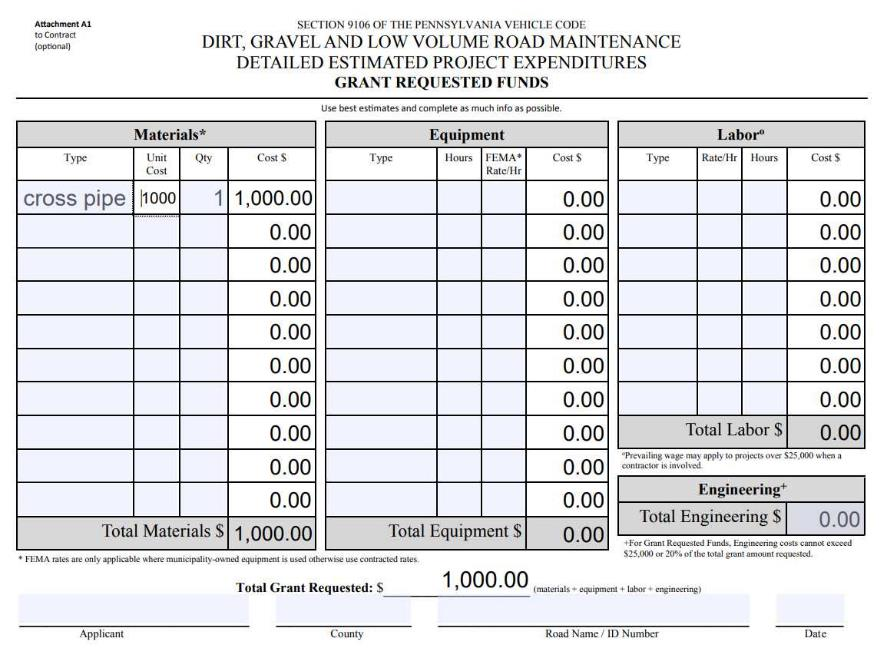 Attachment A1
to Contract
(optional)
SECTION 9106 OF THE PENNSYLVANIA VEHICLE CODE
DIRT, GRAVEL AND LOW VOLUME ROAD MAINTENANCE
DETAILED ESTIMATED PROJECT EXPENDITURES
GRANT REQUESTED FUNDS
Use best estimates and complete as much info as possible.
Materials*
Type Unit Cost Qty Cost $
cross pipe 1000 1 1,000.00
0.00
0.00
0.00
0.00
0.00
0.00
0.00
0.00
0.00
Total Materials $ 1,000.00
* FEMA rates are only applicable where municipality-owned equipment is used otherwise use contracted rates.
Equipment
Type Hours FEMA* Rate/Hr Cost $
0.00
0.00
0.00
0.00
0.00
0.00
0.00
0.00
0.00
0.00
Total Equipment $ 0.00
Laborº
Type Rate/Hr Hours Cost $
0.00
0.00
0.00
0.00
0.00
0.00
0.00
Total Labor $ 0.00
ºPrevailing wage may apply to projects over $25,000 when a
contractor is involved.
Engineering+
Total Engineering $ 0.00
+For Grant Requested Funds, Engineering costs cannot exceed
$25,000 or 20% of the total grant amount requested.
Total Grant Requested: $ 1,000.00 (materials + equipment + labor + engineering)
Applicant County Road Name / ID Number Date